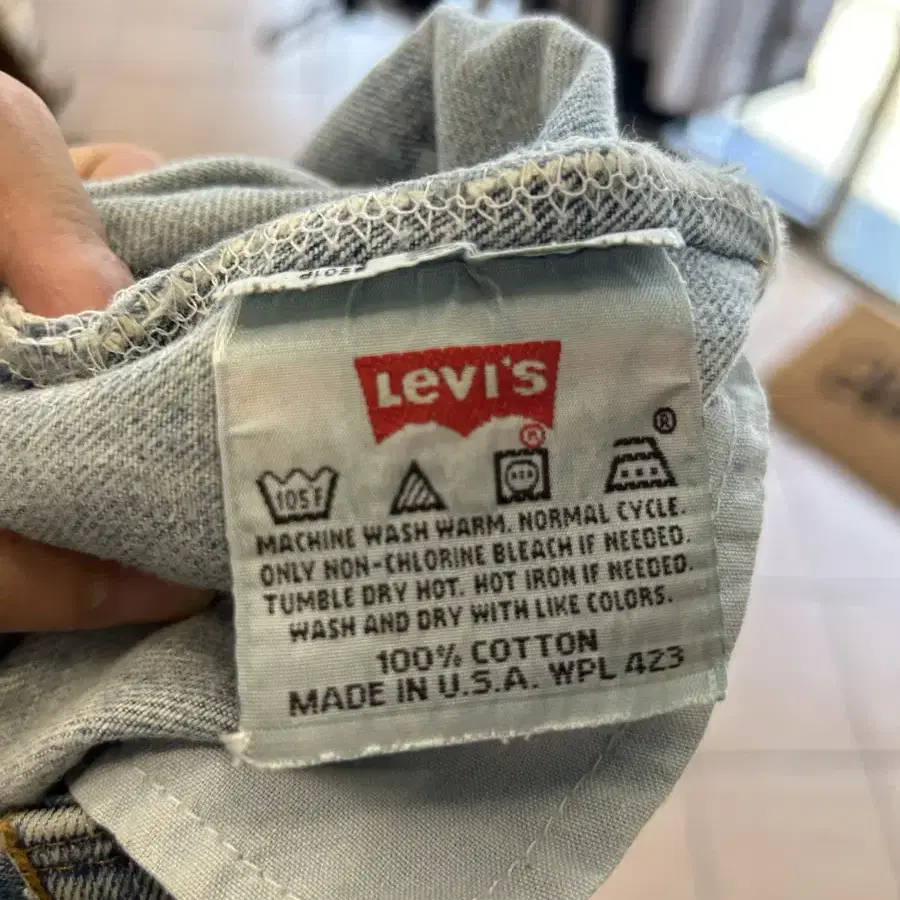 LEVI'S
®
®
105F
MACHINE WASH WARM. NORMAL CYCLE.
ONLY NON-CHLORINE BLEACH IF NEEDED.
TUMBLE DRY HOT. HOT IRON IF NEEDED.
WASH AND DRY WITH LIKE COLORS.
100% COTTON
MADE IN U.S.A. WPL 423